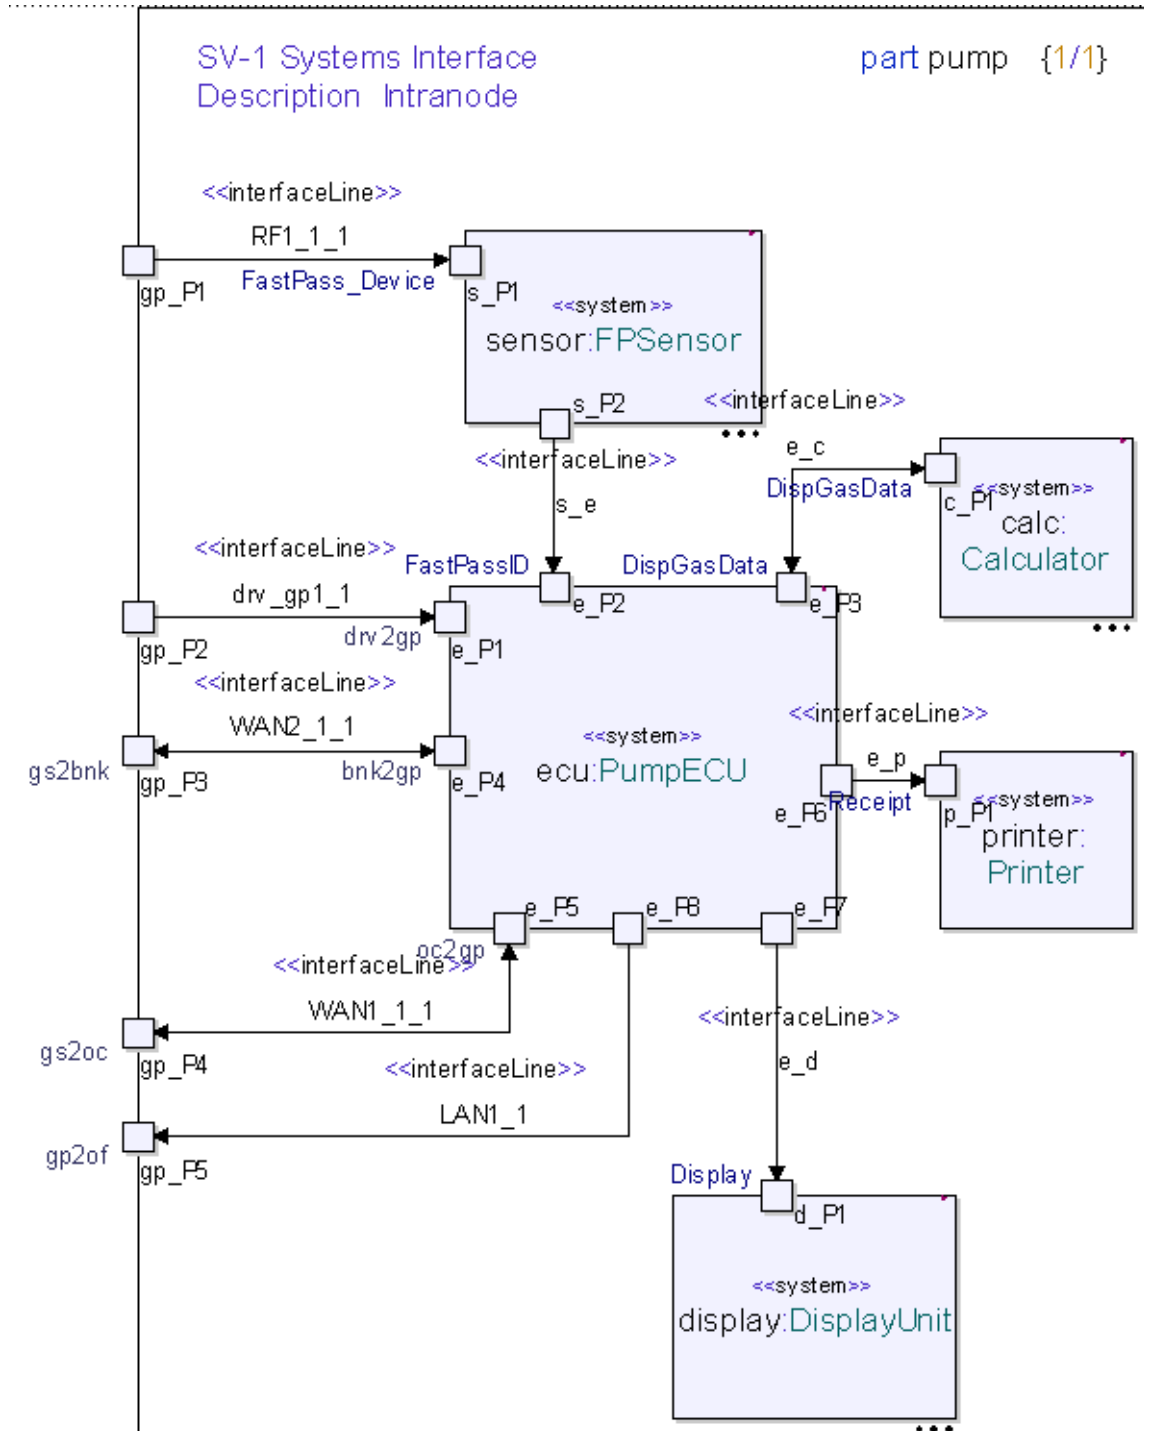 SV-1 Systems Interface
Description Intranode
part pump {1/1}
<<interfaceLine>>
RF1_1_1
gp_P1
FastPass_Device
s_P1
<<system>>
sensor:FPSensor
s_P2
<<interfaceLine>>
s_e
<<interfaceLine>>
e_c
DispGasData
c_P1
<<system>>
calc:
Calculator
<<interfaceLine>>
drv_gp1_1
gp_P2
drv2gp
e_P1
FastPassID
e_P2
DispGasData
e_P3
<<interfaceLine>>
WAN2_1_1
gs2bnk
gp_P3
bnk2gp
e_P4
<<system>>
ecu:PumpECU
<<interfaceLine>>
e_p
e_P6
Receipt
p_P1
<<system>>
printer:
Printer
e_P5
e_P8
e_P7
oc2gp
<<interfaceLine>>
WAN1_1_1
gs2oc
gp_P4
<<interfaceLine>>
LAN1_1
gp2of
gp_P5
<<interfaceLine>>
e_d
Display
d_P1
<<system>>
display:DisplayUnit